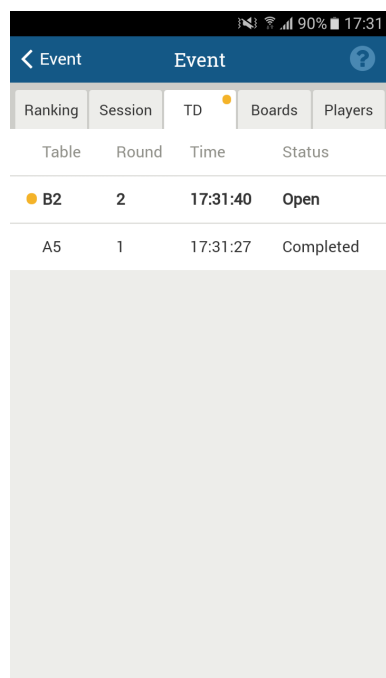 90% 17:31
Event Event ?
Ranking Session TD Boards Players
Table Round Time Status
B2 2 17:31:40 Open
A5 1 17:31:27 Completed